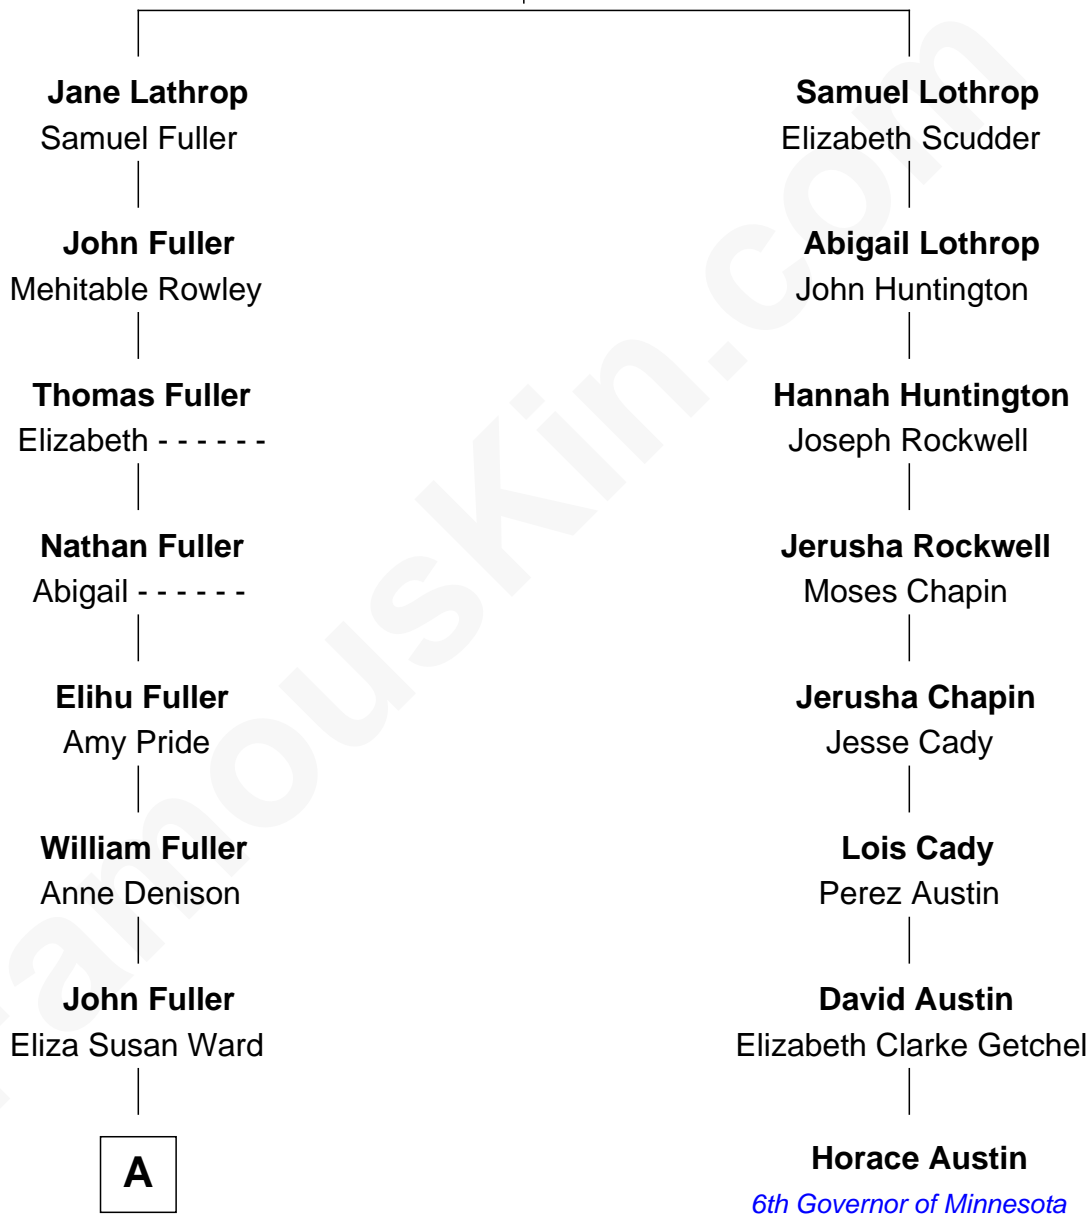 Jane Lathrop
Samuel Fuller
John Fuller
Mehitable Rowley
Thomas Fuller
Elizabeth - - - - - -
Nathan Fuller
Abigail - - - - - -
Elihu Fuller
Amy Pride
William Fuller
Anne Denison
John Fuller
Eliza Susan Ward
A
Samuel Lothrop
Elizabeth Scudder
Abigail Lothrop
John Huntington
Hannah Huntington
Joseph Rockwell
Jerusha Rockwell
Moses Chapin
Jerusha Chapin
Jesse Cady
Lois Cady
Perez Austin
David Austin
Elizabeth Clarke Getchel
Horace Austin
6th Governor of Minnesota
FamousKin.com